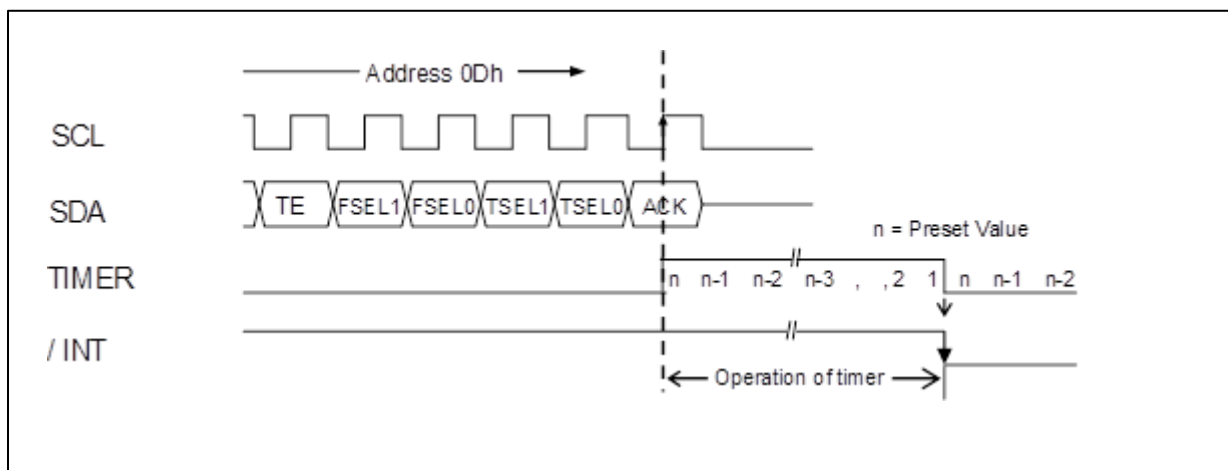 Address 0Dh
SCL
SDA TE FSEL1 FSEL0 TSEL1 TSEL0 ACK
n = Preset Value
TIMER n n-1 n-2 n-3 , , 2 1 n n-1 n-2
/ INT
Operation of timer